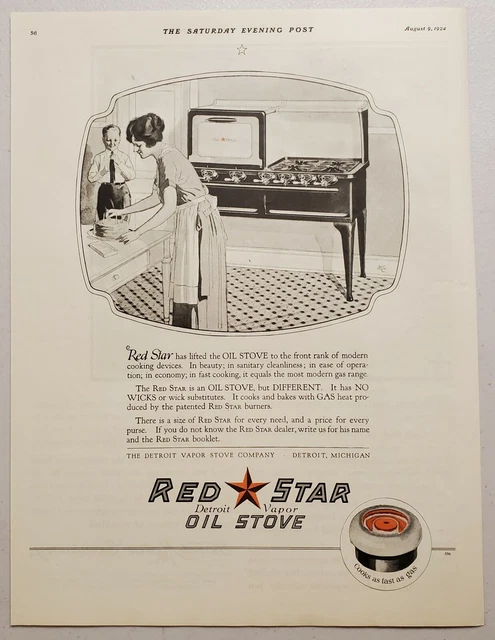 50
THE SATURDAY EVENING POST
August 9, 1924
Red Star has lifted the OIL STOVE to the front rank of modern
cooking devices. In beauty; in sanitary cleanliness; in ease of opera-
tion; in economy; in fast cooking, it equals the most modern gas range.
The RED STAR is an OIL STOVE, but DIFFERENT. It has NO
WICKS or wick substitutes. It cooks and bakes with GAS heat pro-
duced by the patented RED STAR burners.
There is a size of RED STAR for every need, and a price for every
purse. If you do not know the RED STAR dealer, write us for his name
and the RED STAR booklet.
THE DETROIT VAPOR STOVE COMPANY - DETROIT, MICHIGAN
RED STAR
Detroit Vapor
OIL STOVE
Cooks as fast as gas